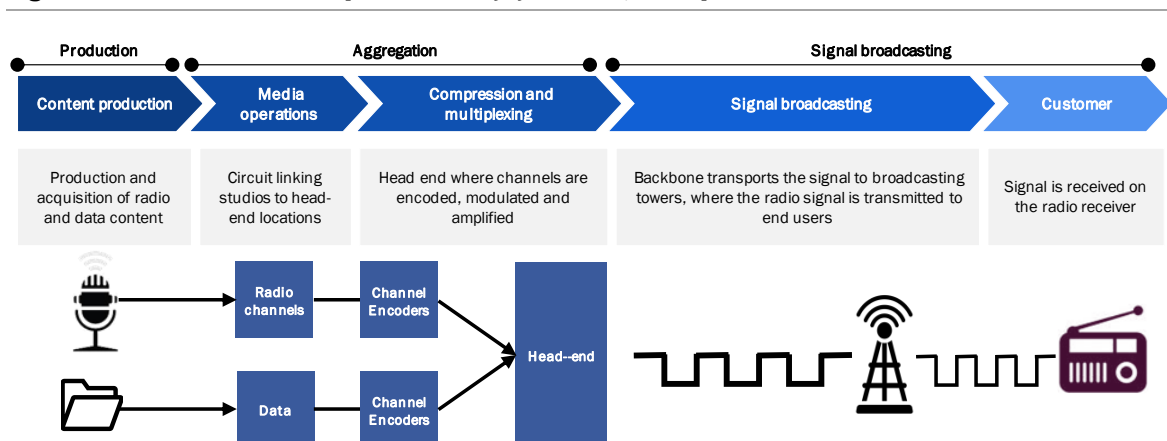 Production
Aggregation
Signal broadcasting
Content production
Media
operations
Compression and
multiplexing
Signal broadcasting
Customer
Production and
acquisition of radio
and data content
Circuit linking
studios to head-
end locations
Head end where channels are
encoded, modulated and
amplified
Backbone transports the signal to broadcasting
towers, where the radio signal is transmitted to
end users
Signal is received on
the radio receiver
Radio
channels
Channel
Encoders
Head--end
Data
Channel
Encoders